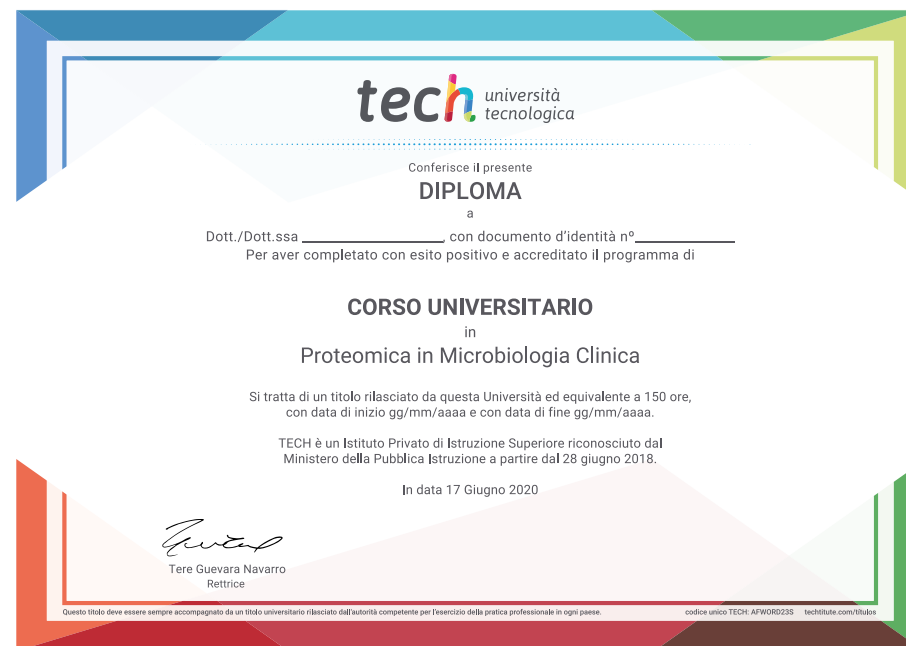 tech università
tecnologica
Conferisce il presente
DIPLOMA
a
Dott./Dott.ssa ____________________, con documento d'identità nº______________
Per aver completato con esito positivo e accreditato il programma di
CORSO UNIVERSITARIO
in
Proteomica in Microbiologia Clinica
Si tratta di un titolo rilasciato da questa Università ed equivalente a 150 ore,
con data di inizio gg/mm/aaaa e con data di fine gg/mm/aaaa.
TECH è un Istituto Privato di Istruzione Superiore riconosciuto dal
Ministero della Pubblica Istruzione a partire dal 28 giugno 2018.
In data 17 Giugno 2020
Tere Guevara Navarro
Rettrice
Questo titolo deve essere sempre accompagnato da un titolo universitario rilasciato dall'autorità competente per l'esercizio della pratica professionale in ogni paese. codice unico TECH: AFWORD23S techtitute.com/títulos